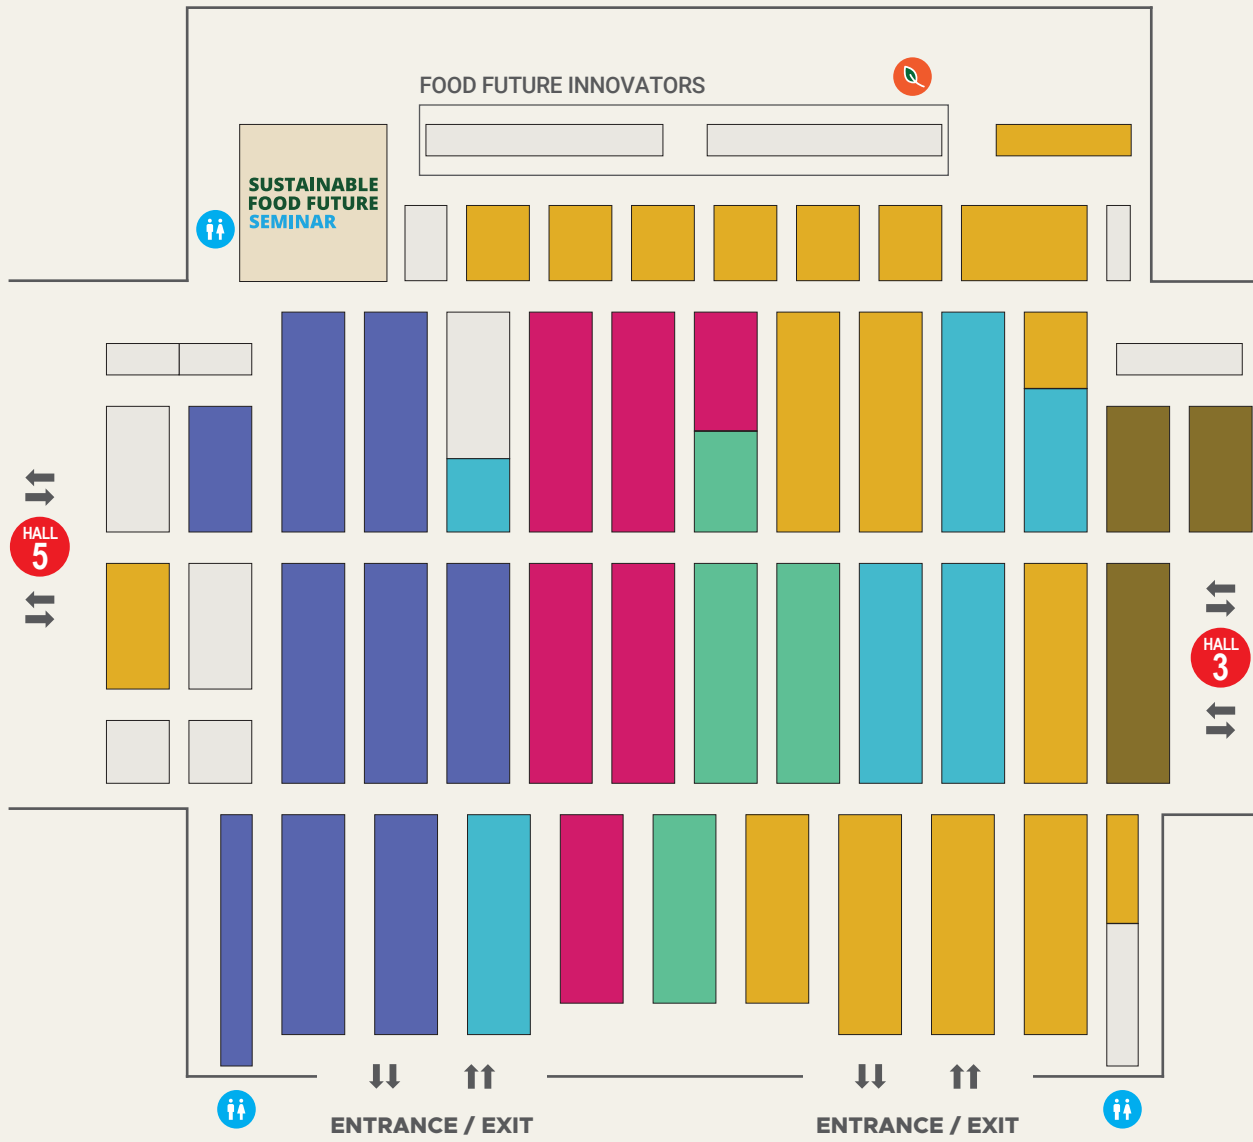 FOOD FUTURE INNOVATORS
SUSTAINABLE
FOOD FUTURE
SEMINAR
HALL
5
HALL
3
ENTRANCE / EXIT
ENTRANCE / EXIT